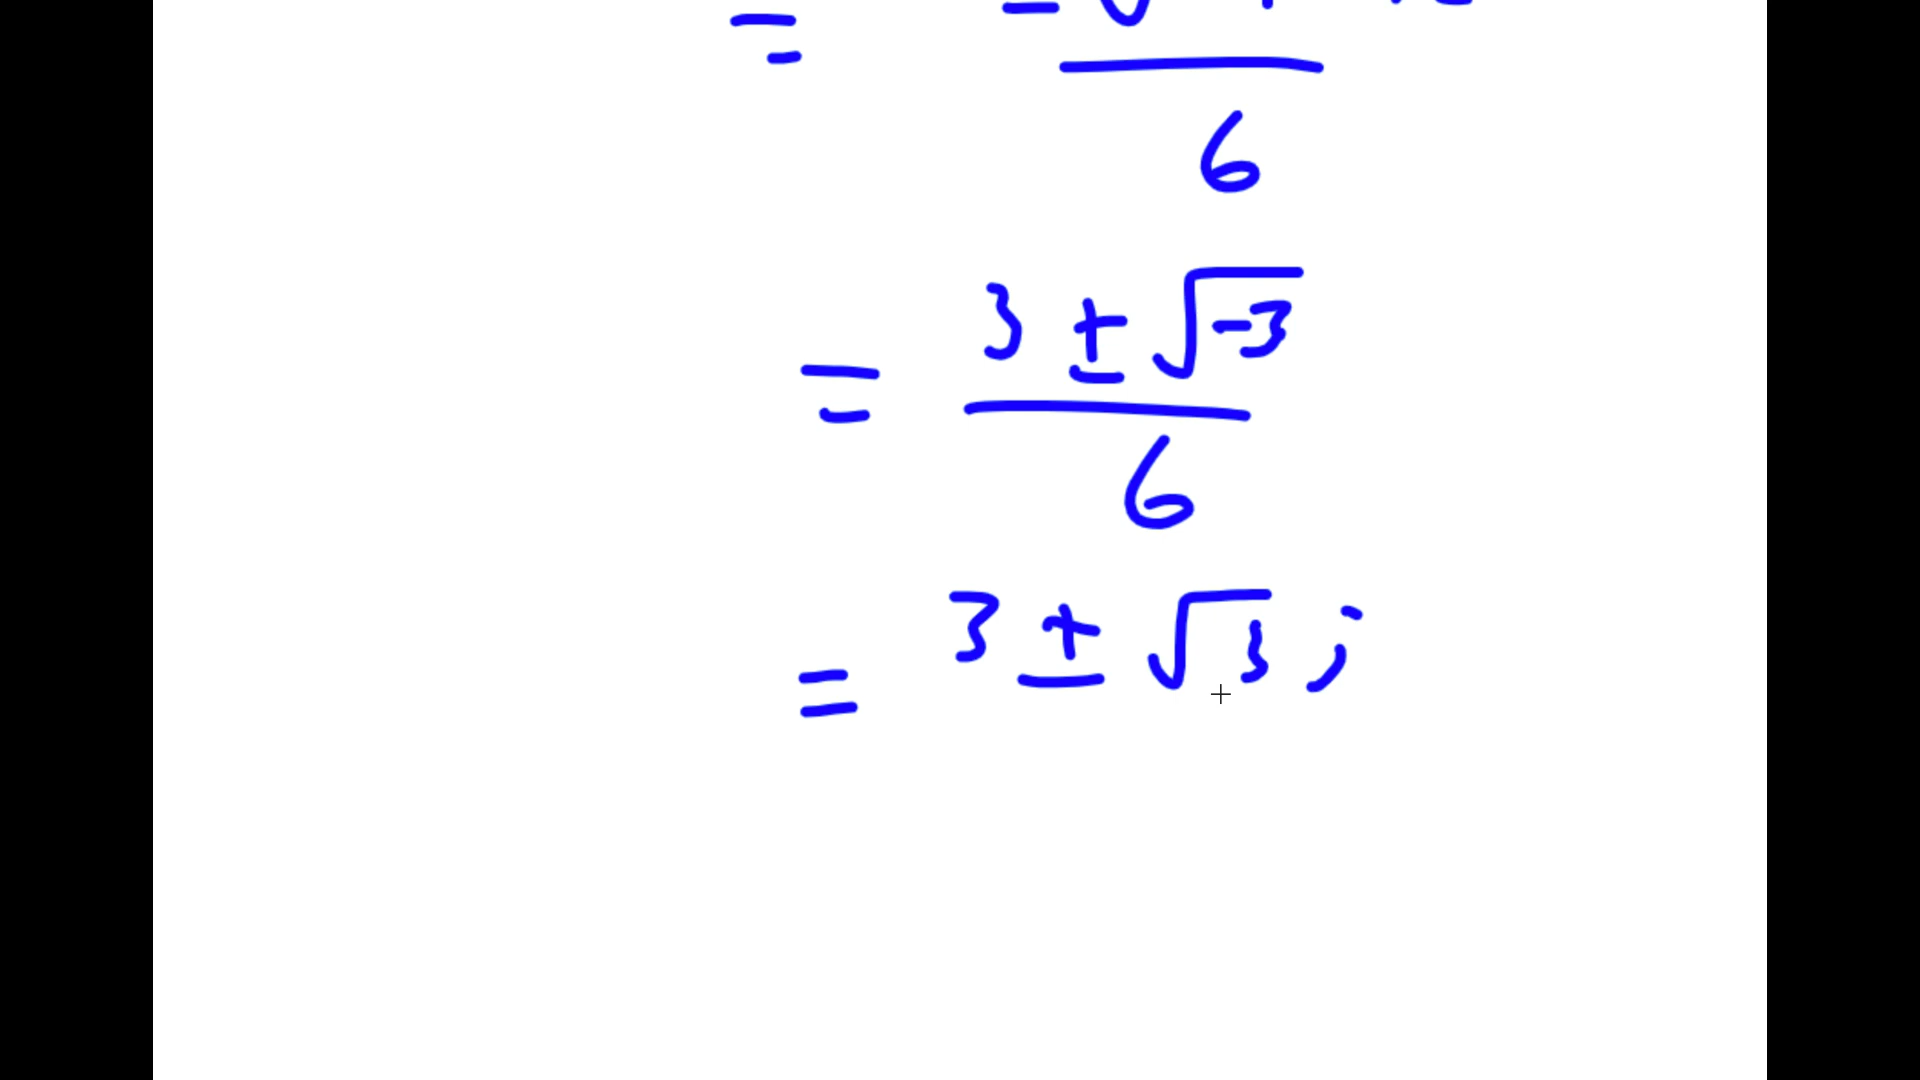 =
6
= 3 ± √-3
6
= 3 ± √3 i